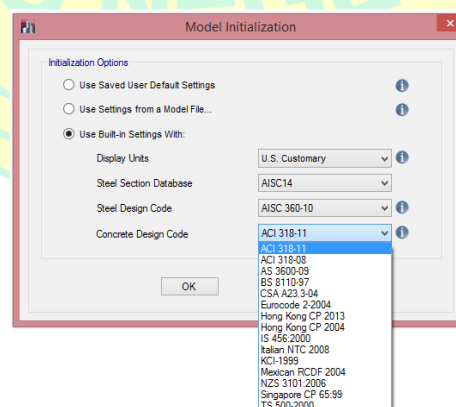 Model Initialization
Initialization Options
Use Saved User Default Settings
Use Settings from a Model File...
Use Built-in Settings With:
Display Units U.S. Customary
Steel Section Database AISC14
Steel Design Code AISC 360-10
Concrete Design Code ACI 318-11
ACI 318-11
ACI 318-08
AS 3600-09
BS 8110-97
CSA A23.3-04
Eurocode 2-2004
Hong Kong CP 2013
Hong Kong CP 2004
IS 456:2000
Italian NTC 2008
KCI-1999
Mexican RCDF 2004
NZS 3101:2006
Singapore CP 65:99
TS 500-2000
OK